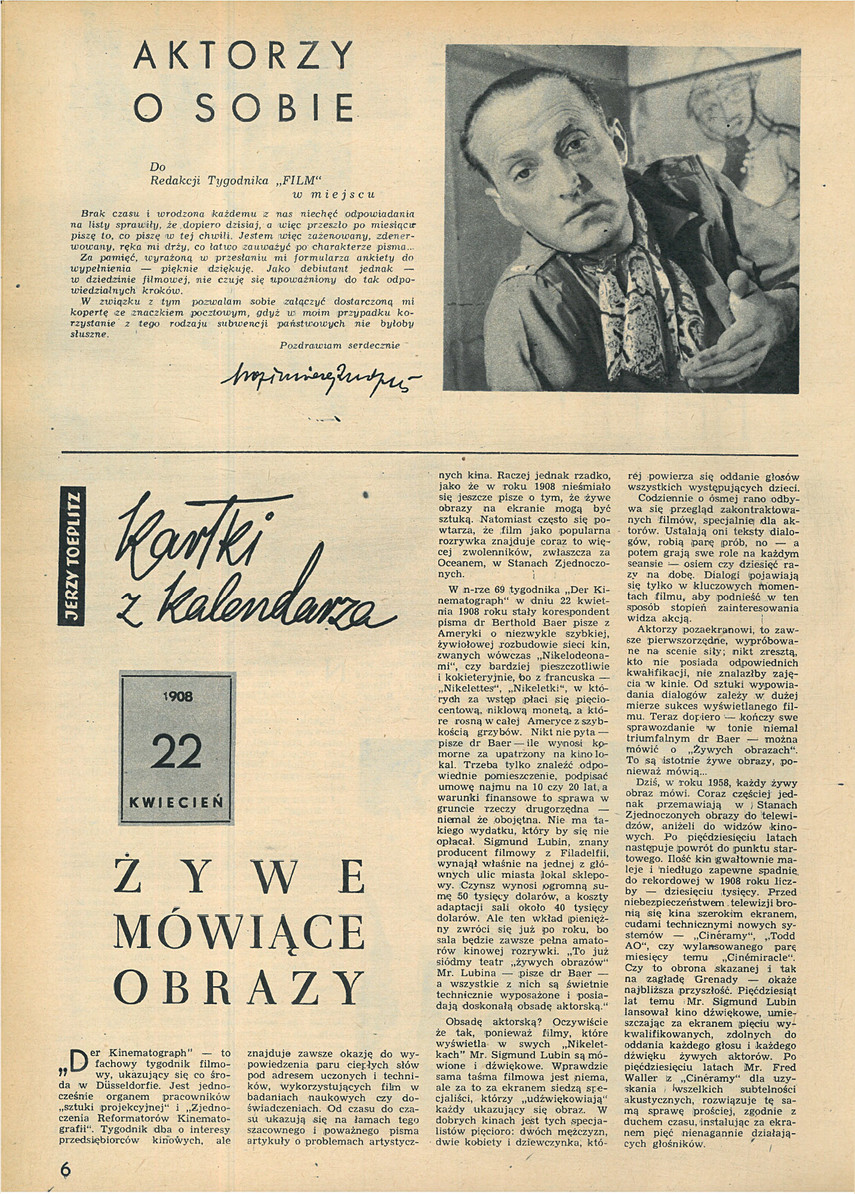 AKTORZY
O SOBIE
Do
Redakcji Tygodnika „FILM"
w miejscu
Brak czasu i wrodzona każdemu z nas niechęć odpowiadania
na listy sprawiły, że dopiero dzisiaj, a więc przeszło po miesiącu
piszę to, co piszę w tej chwili. Jestem więc zażenowany, zdener-
wowany, ręka mi drży, co łatwo zauważyć po charakterze pisma...
Za pamięć, wyrażoną w przesłaniu mi formularza ankiety do
wypełnienia — pięknie dziękuję. Jako debiutant jednak —
w dziedzinie filmowej, nie czuję się upoważniony do tak odpo-
wiedzialnych kroków.
W związku z tym pozwalam sobie załączyć dostarczoną mi
kopertę ze znaczkiem pocztowym, gdyż w moim przypadku ko-
rzystanie z tego rodzaju subwencji państwowych nie byłoby
słuszne.
Pozdrawiam serdecznie
JERZY TOEPLITZ
Kartki
z kalendarza
1908
22
KWIECIEŃ
ŻYWE
MÓWIĄCE
OBRAZY
„Der Kinematograph" — to
fachowy tygodnik filmo-
wy, ukazujący się co śro-
da w Düsseldorfie. Jest jedno-
cześnie organem pracowników
„sztuki projekcyjnej" i „Zjedno-
czenia Reformatorów Kinemato-
grafii". Tygodnik dba o interesy
przedsiębiorców kinowych, ale
znajduje zawsze okazję do wy-
powiedzenia paru ciepłych słów
pod adresem uczonych i techni-
ków, wykorzystujących film w
badaniach naukowych czy do-
świadczeniach. Od czasu do cza-
su ukazują się na łamach tego
szacownego i poważnego pisma
artykuły o problemach artystycz-
nych kina. Raczej jednak rzadko,
jako że w roku 1908 nieśmiało
się jeszcze pisze o tym, że żywe
obrazy na ekranie mogą być
sztuką. Natomiast często się po-
wtarza, że film jako popularna
rozrywka znajduje coraz to wię-
cej zwolenników, zwłaszcza za
Oceanem, w Stanach Zjednoczo-
nych.
W n-rze 69 tygodnika „Der Ki-
nematograph" w dniu 22 kwiet-
nia 1908 roku stały korespondent
pisma dr Berthold Baer pisze z
Ameryki o niezwykle szybkiej,
żywiołowej rozbudowie sieci kin,
zwanych wówczas „Nikelodeona-
mi", czy bardziej pieszczotliwie
i kokieteryjnie, bo z francuska —
„Nikelettes", „Nikeletki", w któ-
rych za wstęp płaci się pięcio-
centową, niklową monetą, a któ-
re rosną w całej Ameryce z szyb-
kością grzybów. Nikt nie pyta —
pisze dr Baer — ile wynosi ko-
morne za upatrzony na kino lo-
kal. Trzeba tylko znaleźć odpo-
wiednie pomieszczenie, podpisać
umowę najmu na 10 czy 20 lat, a
warunki finansowe to sprawa w
gruncie rzeczy drugorzędna —
niemal że obojętna. Nie ma ta-
kiego wydatku, który by się nie
opłacał. Sigmund Lubin, znany
producent filmowy z Filadelfii,
wynajął właśnie na jednej z głó-
wnych ulic miasta lokal sklepo-
wy. Czynsz wynosi ogromną su-
mę 50 tysięcy dolarów, a koszty
adaptacji sali około 40 tysięcy
dolarów. Ale ten wkład pienięż-
ny zwróci się już po roku, bo
sala będzie zawsze pełna amato-
rów kinowej rozrywki. „To już
siódmy teatr „żywych obrazów"
Mr. Lubina — pisze dr Baer —
a wszystkie z nich są świetnie
technicznie wyposażone i posia-
dają doskonałą obsadę aktorską."
Obsadę aktorską? Oczywiście
że tak, ponieważ filmy, które
wyświetla w swych „Nikelet-
kach" Mr. Sigmund Lubin są mó-
wione i dźwiękowe. Wprawdzie
sama taśma filmowa jest niema,
ale za to za ekranem siedzą spe-
cjaliści, którzy „udźwiękowiają"
każdy ukazujący się obraz. W
dobrych kinach jest tych specja-
listów pięcioro: dwóch mężczyzn,
dwie kobiety i dziewczynka, któ-
réj powierza się oddanie głosów
wszystkich występujących dzieci.
Codziennie o ósmej rano odby-
wa się przegląd zakontraktowa-
nych filmów, specjalnie dla ak-
torów. Ustalają oni teksty dialo-
gów, robią parę prób, no — a
potem grają swe role na każdym
seansie — osiem czy dziesięć ra-
zy na dobę. Dialogi pojawiają
się tylko w kluczowych momen-
tach filmu, aby podnieść w ten
sposób stopień zainteresowania
widza akcją.
Aktorzy pozaekranowi, to zaw-
sze pierwszorzędne, wypróbowa-
ne na scenie siły; nikt zresztą,
kto nie posiada odpowiednich
kwalifikacji, nie znalazłby zaję-
cia w kinie. Od sztuki wypowia-
dania dialogów zależy w dużej
mierze sukces wyświetlanego fil-
mu. Teraz dopiero — kończy swe
sprawozdanie w tonie niemal
triumfalnym dr Baer — można
mówić o „Żywych obrazach".
To są istotnie żywe obrazy, po-
nieważ mówią...
Dziś, w roku 1958, każdy żywy
obraz mówi. Coraz częściej jed-
nak przemawiają w Stanach
Zjednoczonych obrazy do telewi-
dzów, aniżeli do widzów kino-
wych. Po pięćdziesięciu latach
następuje powrót do punktu star-
towego. Ilość kin gwałtownie ma-
leje i niedługo zapewne spadnie
do rekordowej w 1908 roku licz-
by — dziesięciu tysięcy. Przed
niebezpieczeństwem telewizji bro-
nią się kina szerokim ekranem,
cudami technicznymi nowych sy-
stemów — „Cinéramy", „Todd
AO", czy wylansowanego parę
miesięcy temu „Cinémiracle".
Czy to obrona skazanej i tak
na zagładę Grenady — okaże
najbliższa przyszłość. Pięćdziesiąt
lat temu Mr. Sigmund Lubin
lansował kino dźwiękowe, umie-
szczając za ekranem pięciu wy-
kwalifikowanych, zdolnych do
oddania każdego głosu i każdego
dźwięku żywych aktorów. Po
pięćdziesięciu latach Mr. Fred
Waller z „Cinéramy" dla uzy-
skania wszelkich subtelności
akustycznych, rozwiązuje tę sa-
mą sprawę prościej, zgodnie z
duchem czasu, instalując za ekra-
nem pięć nienagannie działają-
cych głośników.
6